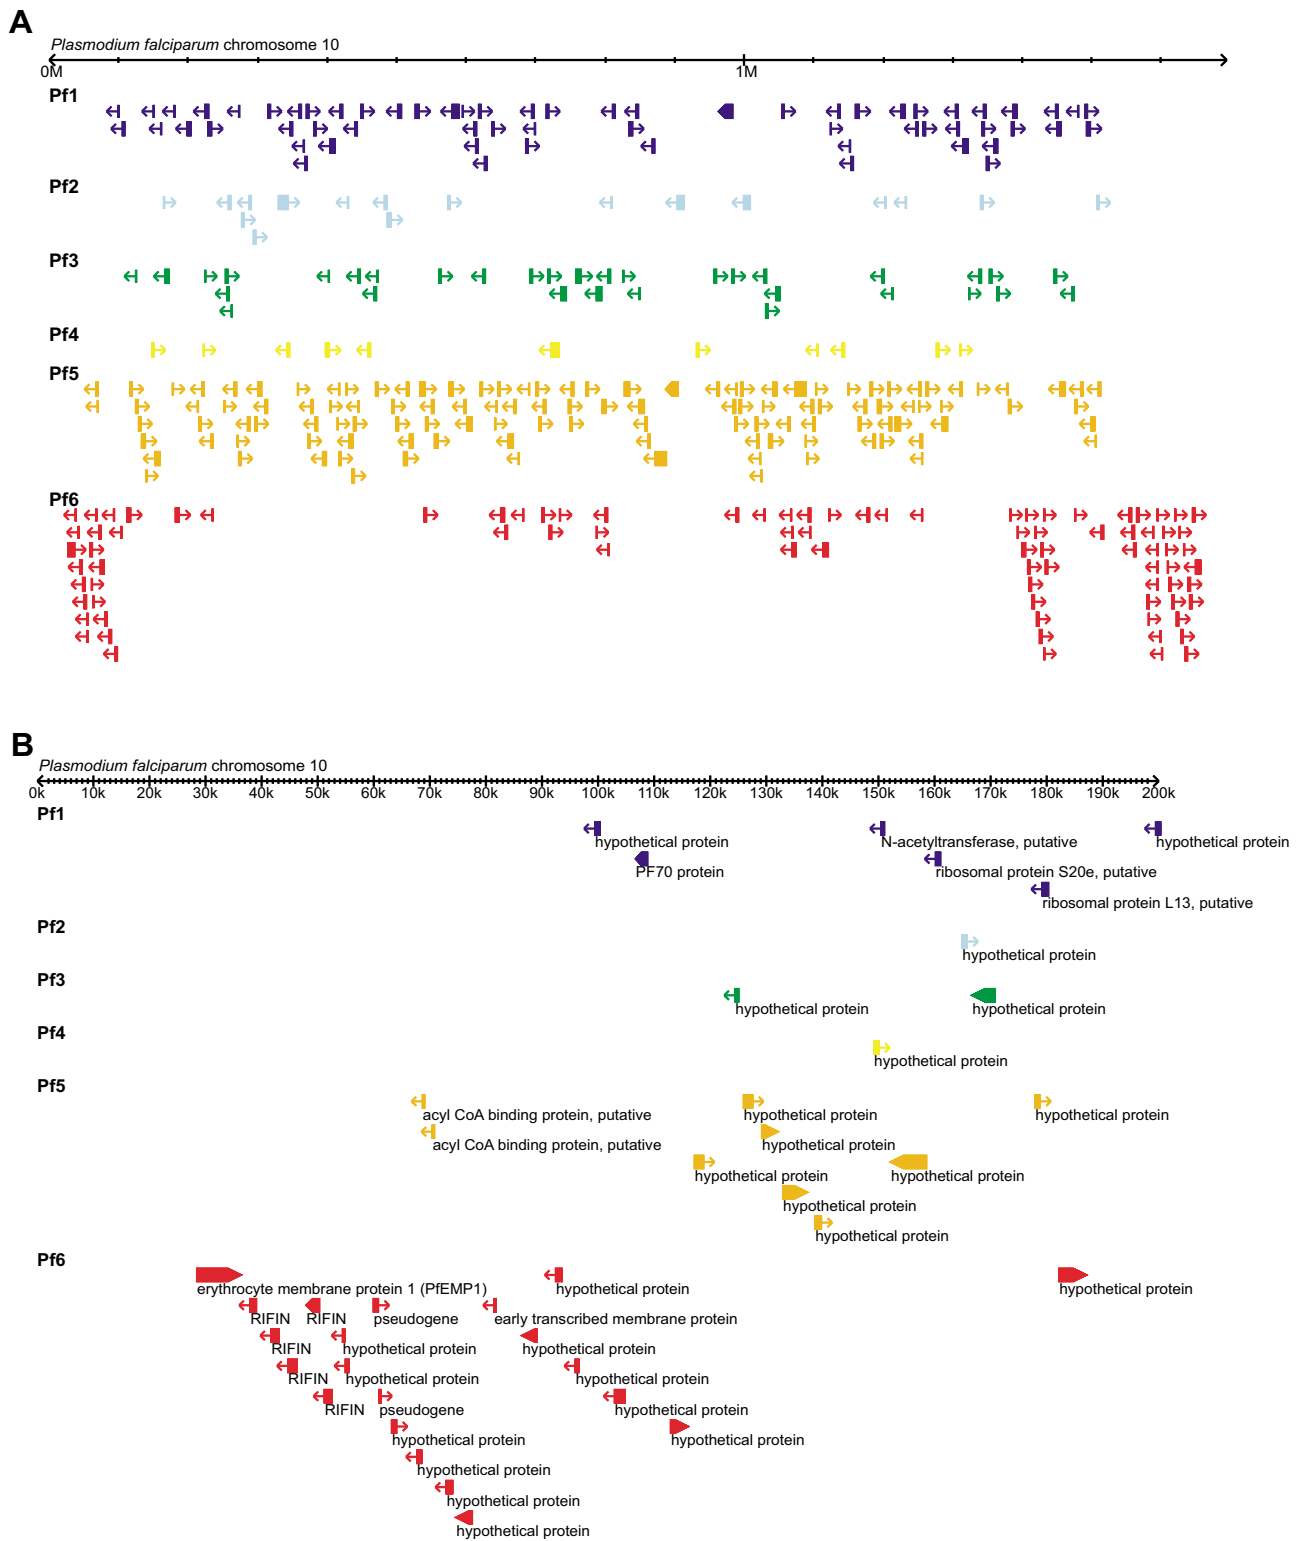 A
Plasmodium falciparum chromosome 10
0M 1M
Pf1
Pf2
Pf3
Pf4
Pf5
Pf6
B
Plasmodium falciparum chromosome 10
0k 10k 20k 30k 40k 50k 60k 70k 80k 90k 100k 110k 120k 130k 140k 150k 160k 170k 180k 190k 200k
Pf1
hypothetical protein N-acetyltransferase, putative hypothetical protein
PF70 protein ribosomal protein S20e, putative
ribosomal protein L13, putative
Pf2
hypothetical protein
Pf3
hypothetical protein hypothetical protein
Pf4
hypothetical protein
Pf5
acyl CoA binding protein, putative hypothetical protein hypothetical protein
acyl CoA binding protein, putative hypothetical protein
hypothetical protein hypothetical protein
hypothetical protein
hypothetical protein
Pf6
erythrocyte membrane protein 1 (PfEMP1) hypothetical protein hypothetical protein
RIFIN RIFIN pseudogene early transcribed membrane protein
RIFIN hypothetical protein hypothetical protein
RIFIN hypothetical protein hypothetical protein
RIFIN pseudogene hypothetical protein
hypothetical protein hypothetical protein
hypothetical protein
hypothetical protein
hypothetical protein